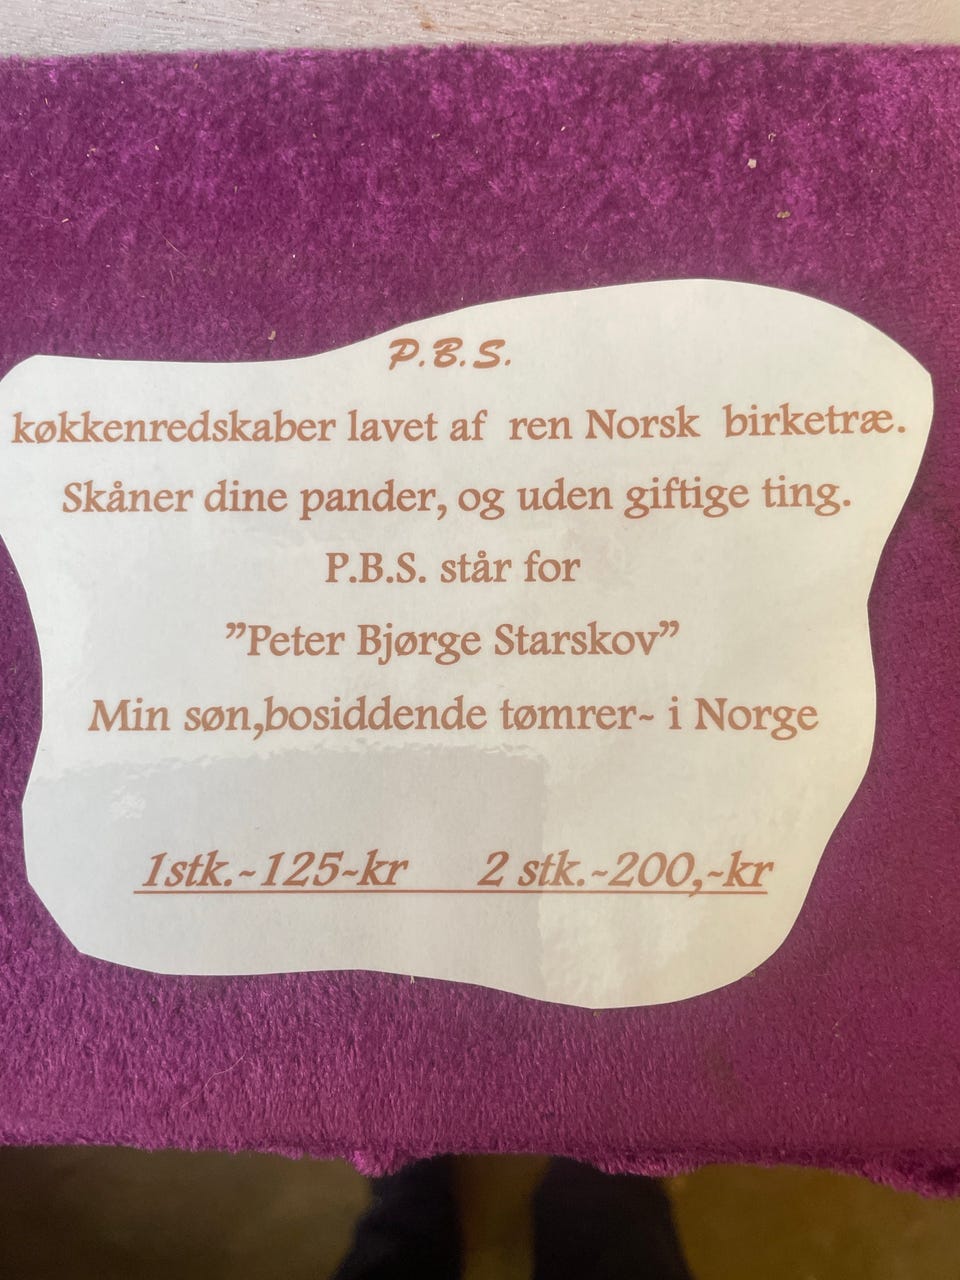 P.B.S.
køkkenredskaber lavet af ren Norsk birketræ.
Skåner dine pander, og uden giftige ting.
P.B.S. står for
”Peter Bjørge Starskov”
Min søn,bosiddende tømrer~ i Norge
1stk.~125~kr 2 stk.~200,~kr